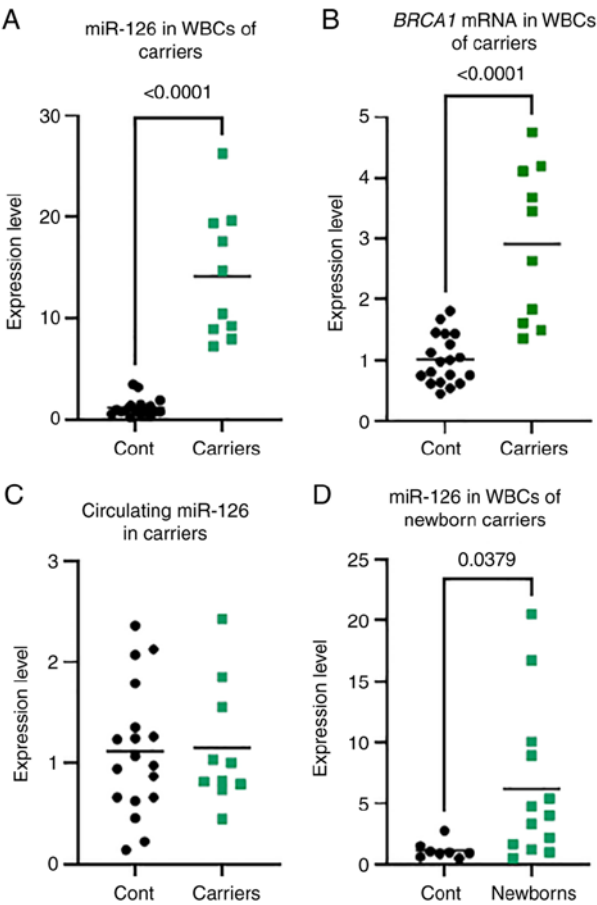 A
miR-126 in WBCs of
carriers
<0.0001
30
20
10
0
Expression level
Cont
Carriers
B
BRCA1 mRNA in WBCs
of carriers
<0.0001
5
4
3
2
1
0
Expression level
Cont
Carriers
C
Circulating miR-126
in carriers
3
2
1
0
Expression level
Cont
Carriers
D
miR-126 in WBCs of
newborn carriers
0.0379
25
20
15
10
5
0
Expression level
Cont
Newborns